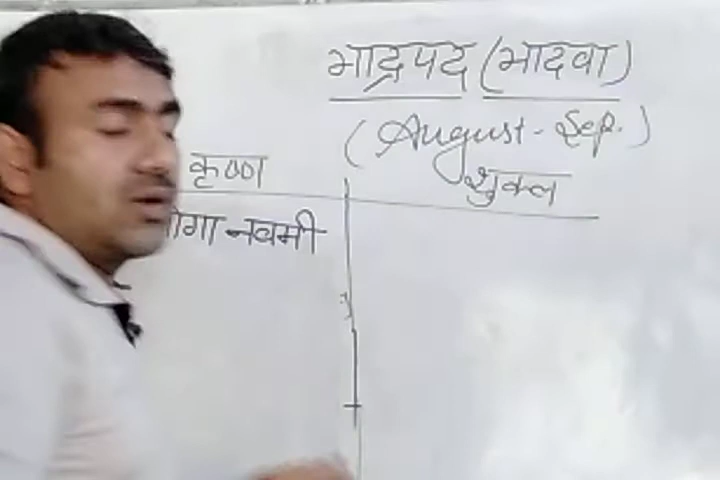 भाद्रपद (भादवा)
(August - Sep.)
कृष्ण शुक्ल
नवमी